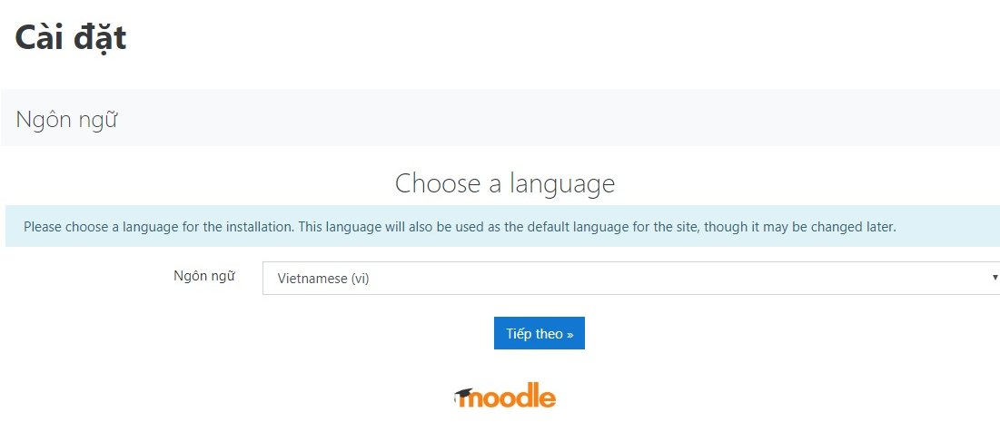 Cài đặt
Ngôn ngữ
Choose a language
Please choose a language for the installation. This language will also be used as the default language for the site, though it may be changed later.
Ngôn ngữ
Vietnamese (vi)
Tiếp theo »
moodle